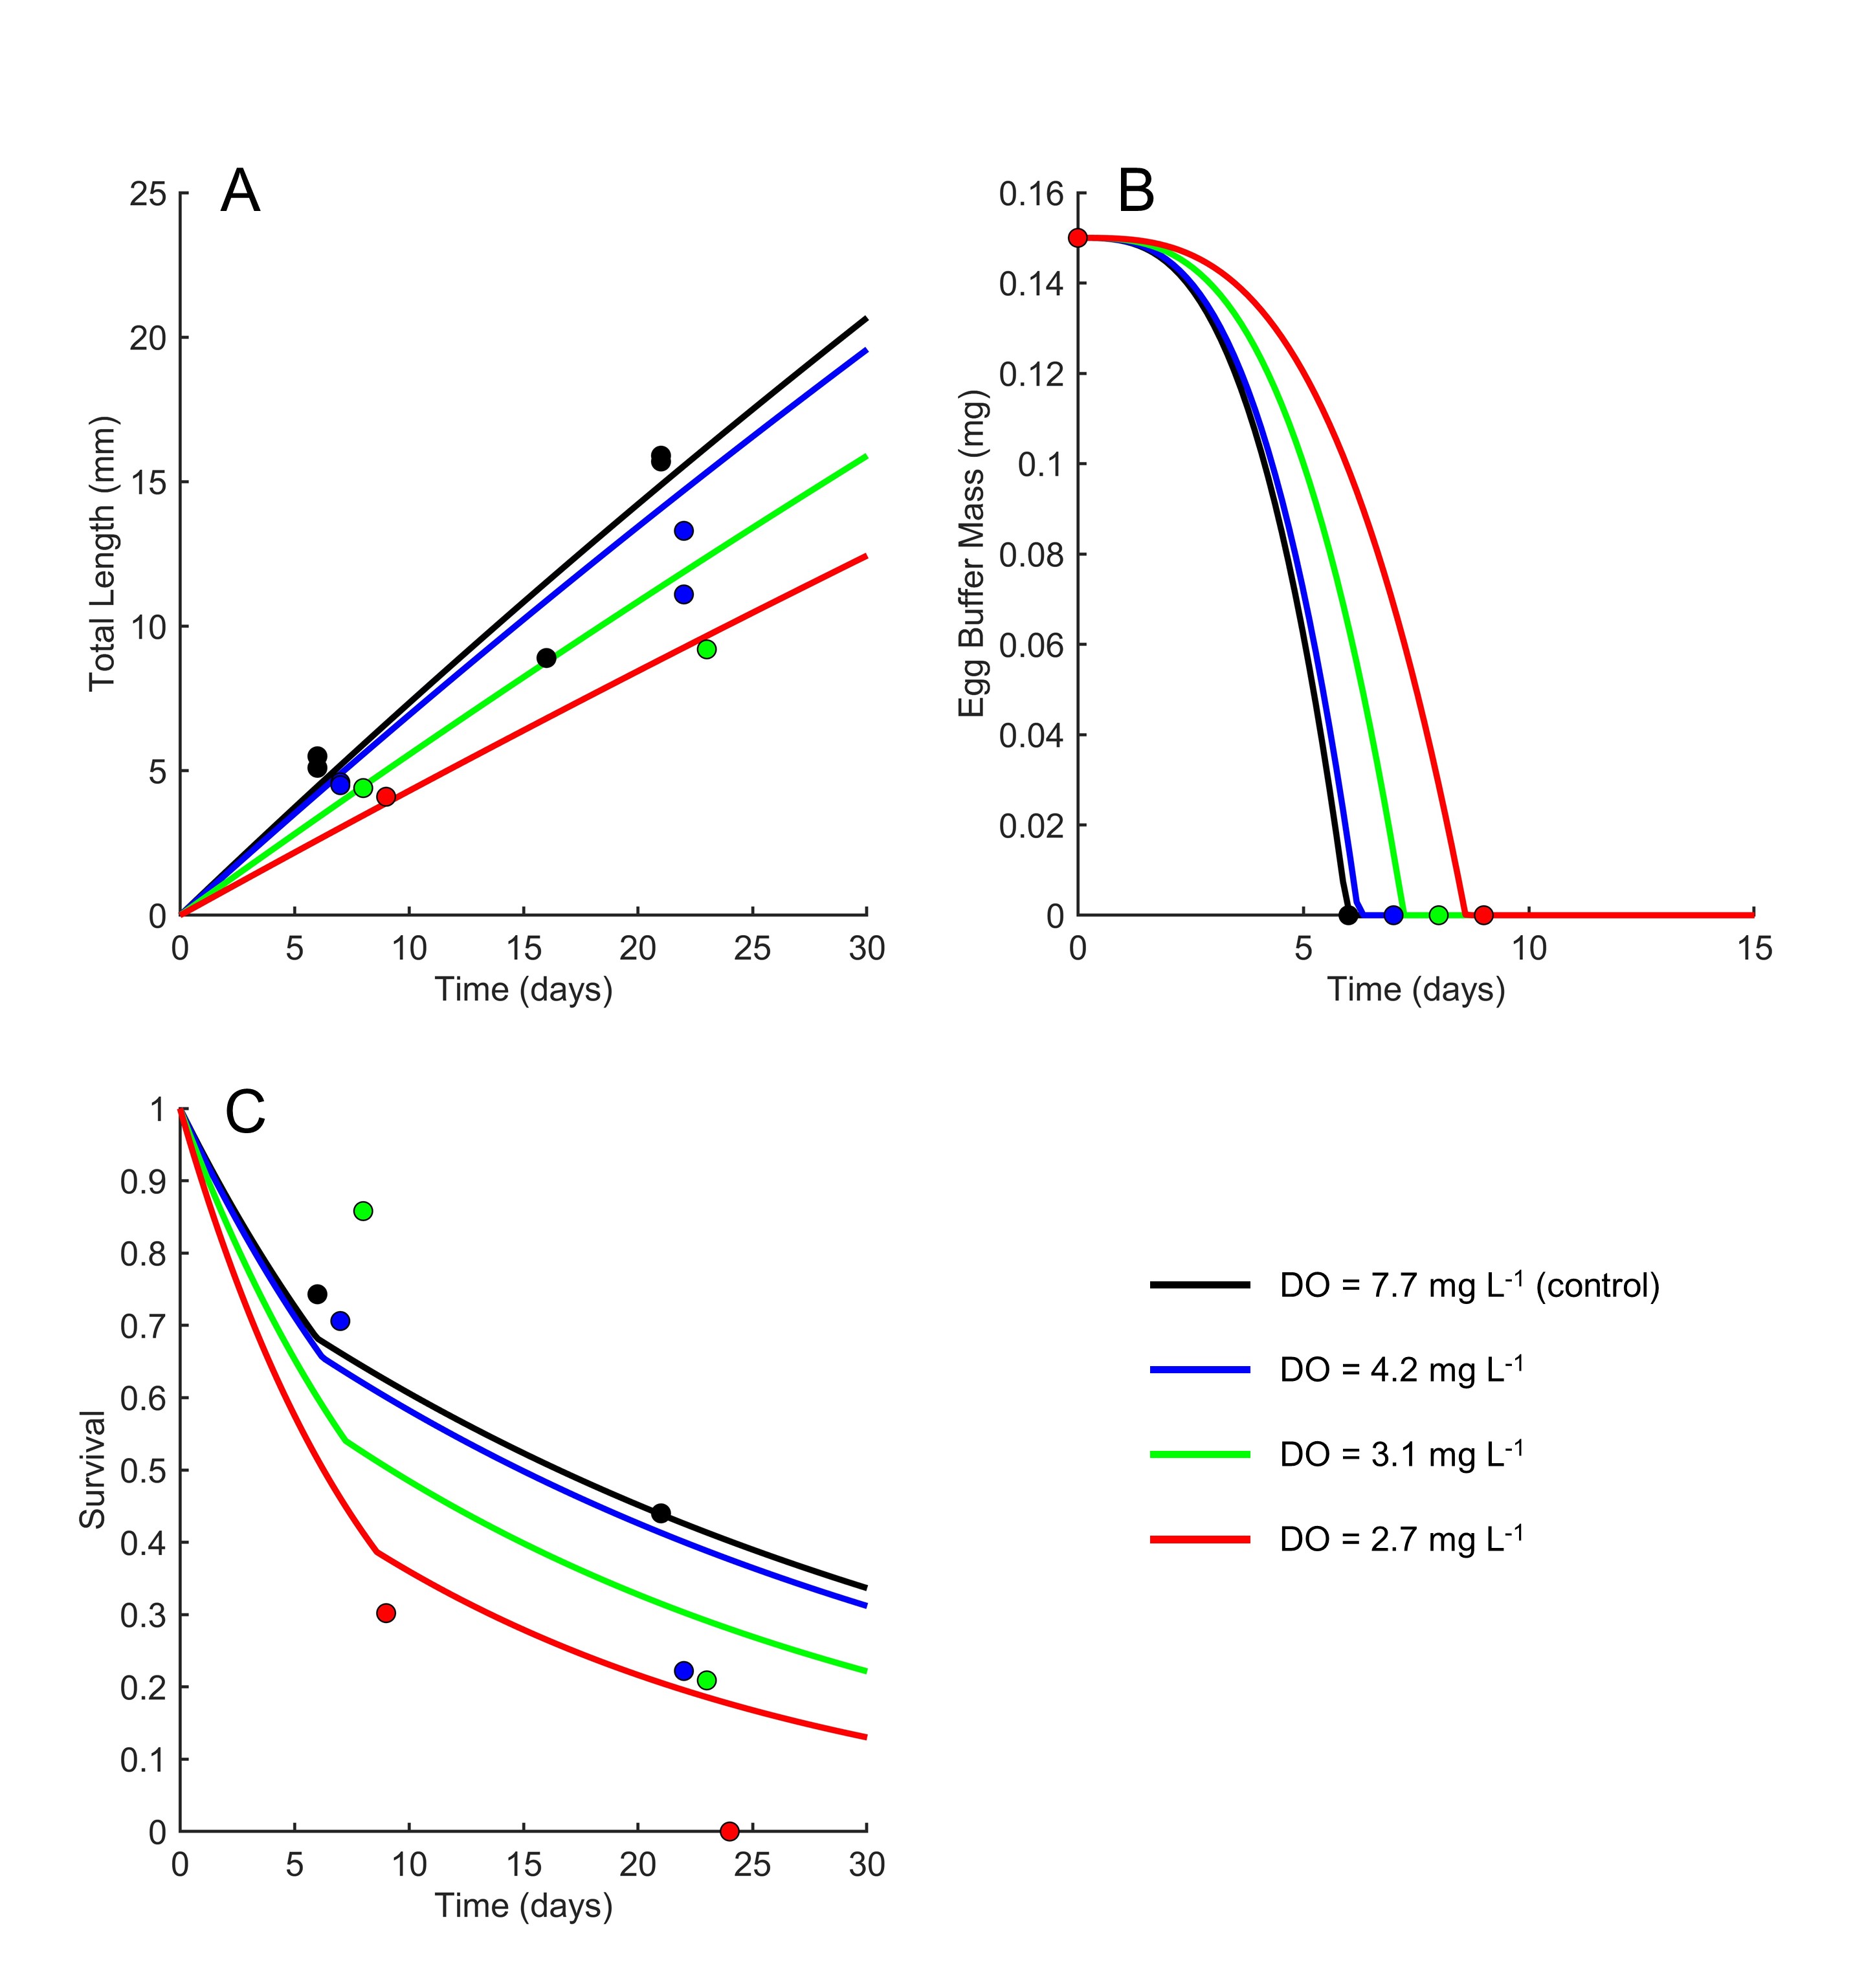 A
25
20
15
10
5
0
Total Length (mm)
0 5 10 15 20 25 30
Time (days)
B
0.16
0.14
0.12
0.1
0.08
0.06
0.04
0.02
0
Egg Buffer Mass (mg)
0 5 10 15
Time (days)
C
1
0.9
0.8
0.7
0.6
0.5
0.4
0.3
0.2
0.1
0
Survival
0 5 10 15 20 25 30
Time (days)
DO = 7.7 mg L⁻¹ (control)
DO = 4.2 mg L⁻¹
DO = 3.1 mg L⁻¹
DO = 2.7 mg L⁻¹